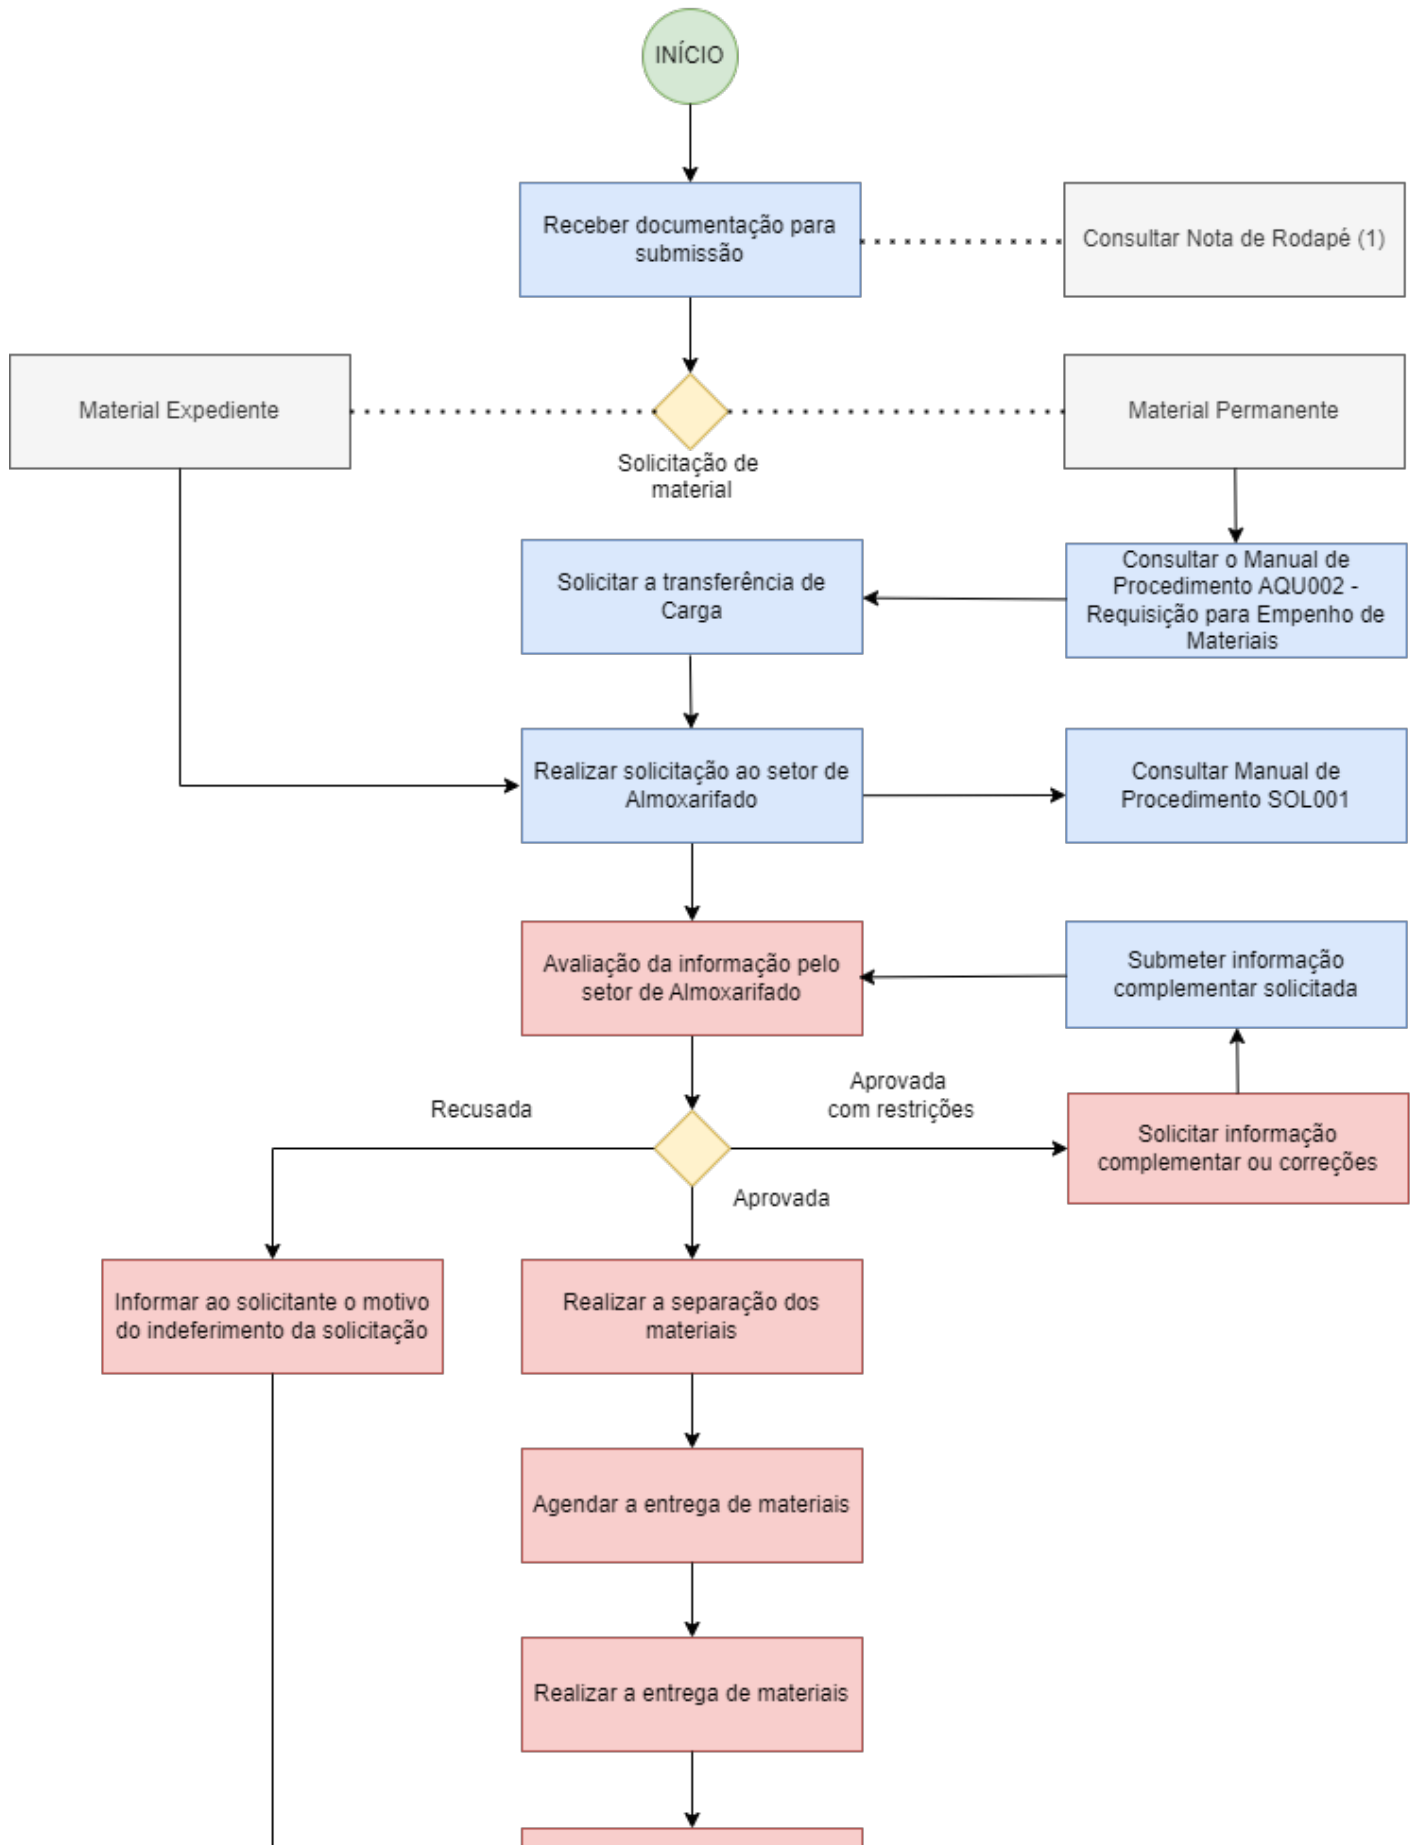 INÍCIO
Receber documentação para
submissão
Consultar Nota de Rodapé (1)
Material Expediente
Solicitação de
material
Material Permanente
Solicitar a transferência de
Carga
Consultar o Manual de
Procedimento AQU002 -
Requisição para Empenho de
Materiais
Realizar solicitação ao setor de
Almoxarifado
Consultar Manual de
Procedimento SOL001
Avaliação da informação pelo
setor de Almoxarifado
Submeter informação
complementar solicitada
Recusada
Aprovada
com restrições
Solicitar informação
complementar ou correções
Aprovada
Informar ao solicitante o motivo
do indeferimento da solicitação
Realizar a separação dos
materiais
Agendar a entrega de materiais
Realizar a entrega de materiais